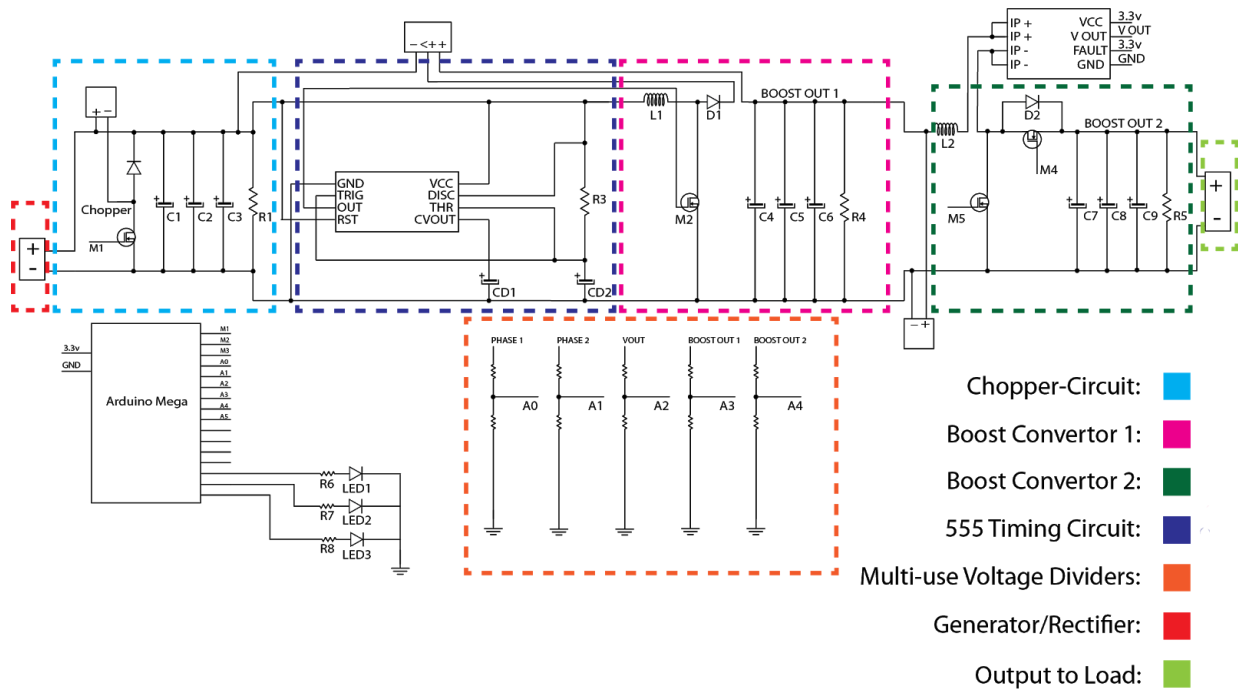 − < + +
IP + VCC 3.3v
IP + V OUT V OUT
IP - FAULT 3.3v
IP - GND GND
+ −
BOOST OUT 1
L1
D1
D2
BOOST OUT 2
L2
M4
GND VCC
TRIG DISC
OUT THR
RST CVOUT
R3
M2
M5
Chopper
C1
C2
C3
R1
M1
C4
C5
C6
R4
C7
C8
C9
R5
+
-
+
-
CD1
CD2
− +
3.3v
GND
Arduino Mega
M1
M2
M3
A0
A1
A2
A3
A4
A5
R6
LED1
R7
LED2
R8
LED3
PHASE 1
PHASE 2
VOUT
BOOST OUT 1
BOOST OUT 2
A0
A1
A2
A3
A4
Chopper-Circuit:
Boost Convertor 1:
Boost Convertor 2:
555 Timing Circuit:
Multi-use Voltage Dividers:
Generator/Rectifier:
Output to Load: